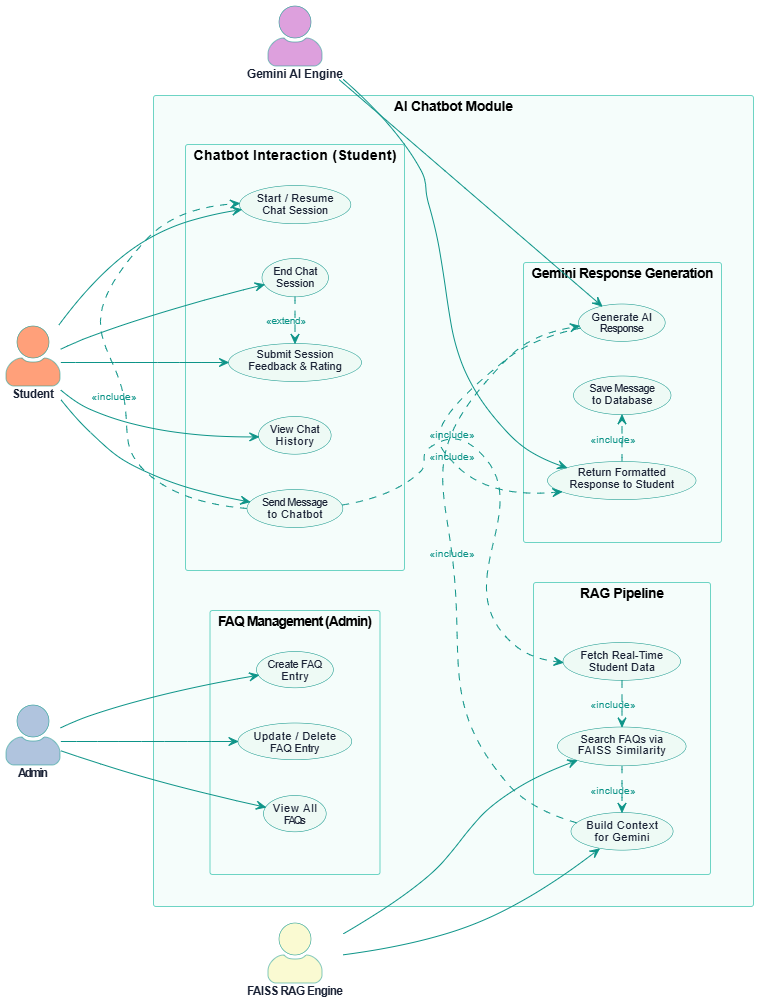 Gemini AI Engine
AI Chatbot Module
Chatbot Interaction (Student)
Start / Resume
Chat Session
End Chat
Session
«extend»
Submit Session
Feedback & Rating
Student
«include»
View Chat
History
Send Message
to Chatbot
Gemini Response Generation
Generate AI
Response
Save Message
to Database
«include»
«include»
«include»
Return Formatted
Response to Student
«include»
RAG Pipeline
Fetch Real-Time
Student Data
«include»
Search FAQs via
FAISS Similarity
«include»
Build Context
for Gemini
FAQ Management (Admin)
Create FAQ
Entry
Update / Delete
FAQ Entry
Admin
View All
FAQs
FAISS RAG Engine